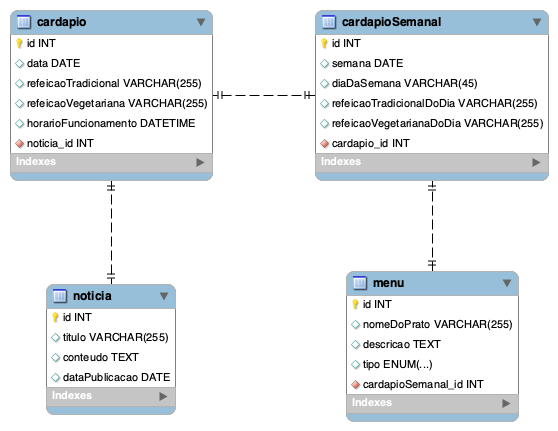 cardapio
id INT
data DATE
refeicaoTradicional VARCHAR(255)
refeicaoVegetariana VARCHAR(255)
horarioFuncionamento DATETIME
noticia_id INT
Indexes
cardapioSemanal
id INT
semana DATE
diaDaSemana VARCHAR(45)
refeicaoTradicionalDoDia VARCHAR(255)
refeicaoVegetarianaDoDia VARCHAR(255)
cardapio_id INT
Indexes
noticia
id INT
titulo VARCHAR(255)
conteudo TEXT
dataPublicacao DATE
Indexes
menu
id INT
nomeDoPrato VARCHAR(255)
descricao TEXT
tipo ENUM(...)
cardapioSemanal_id INT
Indexes